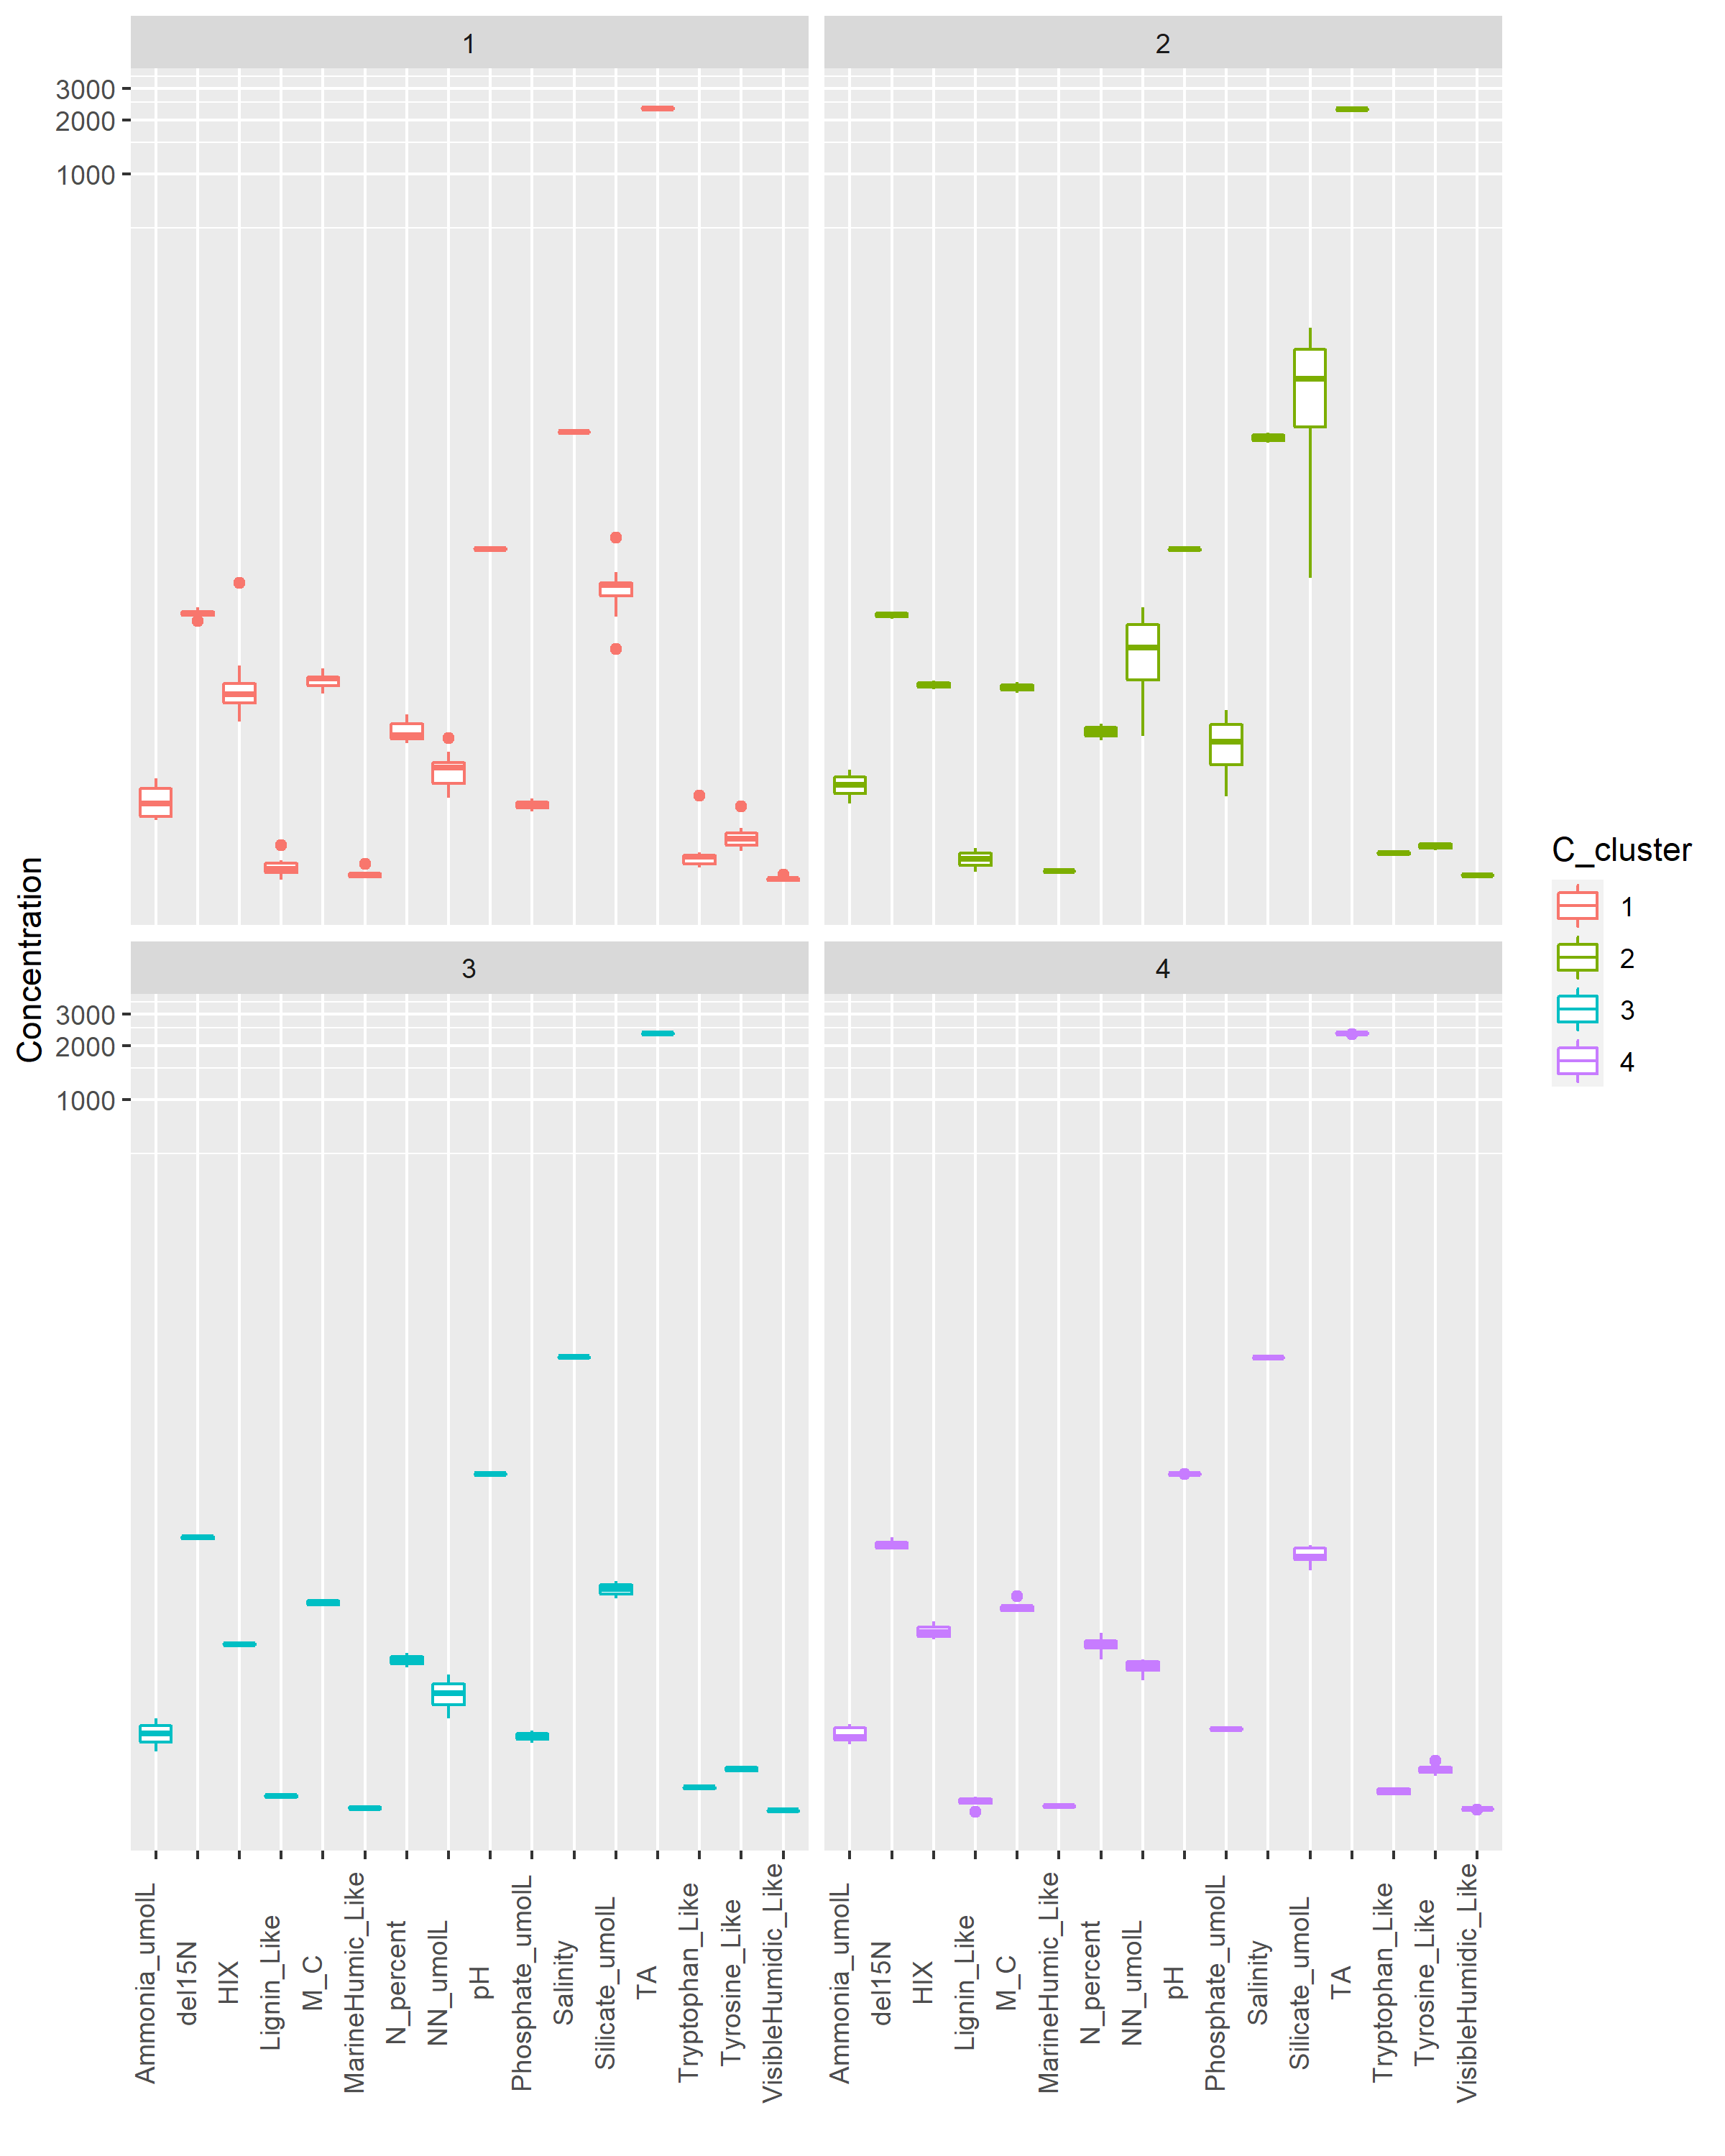 1
2
3000
2000
1000
3
4
3000
2000
1000
Concentration
Ammonia_umolL
del15N
HIX
Lignin_Like
M_C
MarineHumic_Like
N_percent
NN_umolL
pH
Phosphate_umolL
Salinity
Silicate_umolL
TA
Tryptophan_Like
Tyrosine_Like
VisibleHumidic_Like
Ammonia_umolL
del15N
HIX
Lignin_Like
M_C
MarineHumic_Like
N_percent
NN_umolL
pH
Phosphate_umolL
Salinity
Silicate_umolL
TA
Tryptophan_Like
Tyrosine_Like
VisibleHumidic_Like
C_cluster
1
2
3
4